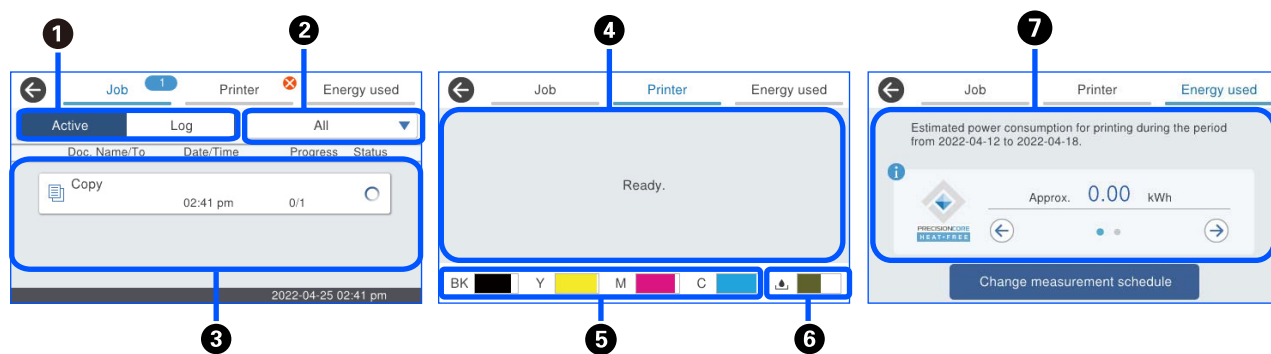 1
2
4
7
Job 1 Printer Energy used
Active Log All
Doc. Name/To Date/Time Progress Status
Copy
02:41 pm 0/1
2022-04-25 02:41 pm
3
Job Printer Energy used
Ready.
BK Y M C
5
6
Job Printer Energy used
Estimated power consumption for printing during the period
from 2022-04-12 to 2022-04-18.
i
PRECISIONCORE
HEAT-FREE
Approx. 0.00 kWh
Change measurement schedule